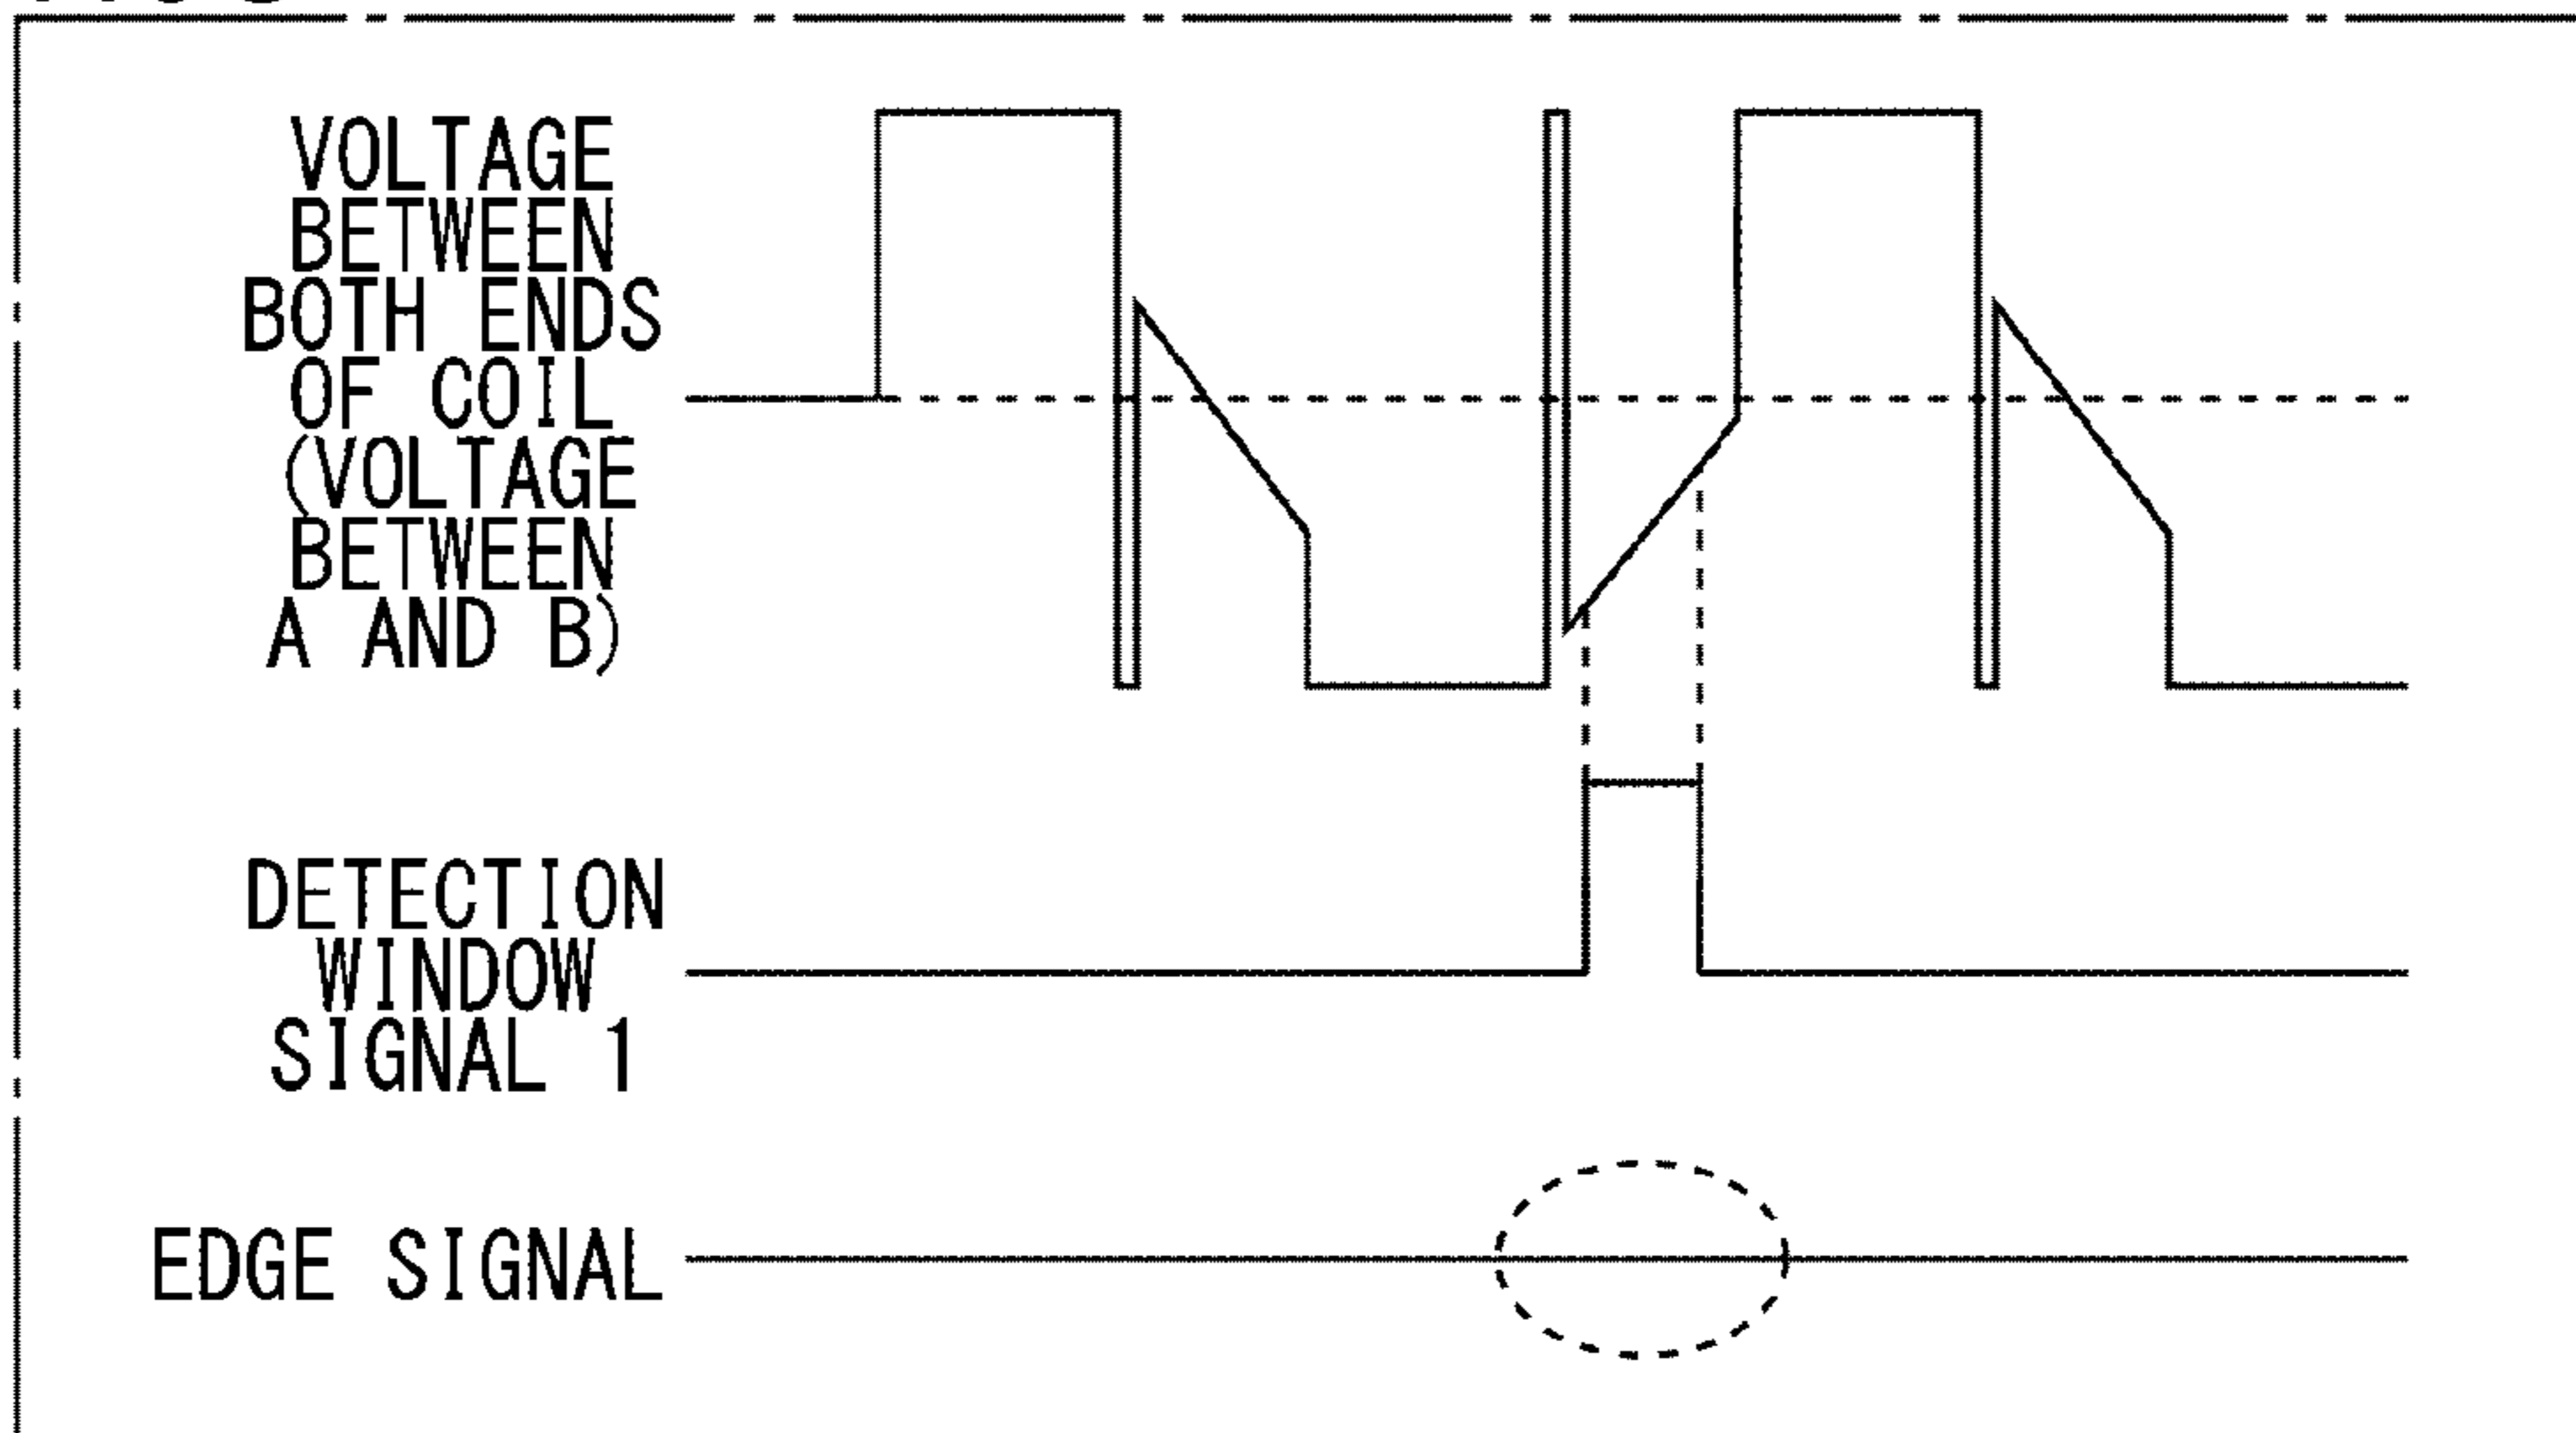 VOLTAGE
BETWEEN
BOTH ENDS
OF COIL
(VOLTAGE
BETWEEN
A AND B)
DETECTION
WINDOW
SIGNAL 1
EDGE SIGNAL